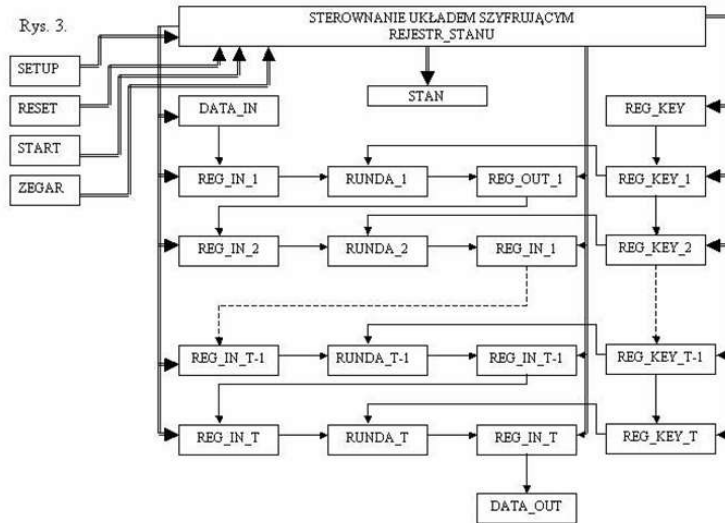 Rys. 3.
STEROWNANIE UKŁADEM SZYFRUJĄCYM
REJESTR_STANU
SETUP
RESET
START
ZEGAR
STAN
DATA_IN
REG_KEY
REG_IN_1
RUNDA_1
REG_OUT_1
REG_KEY_1
REG_IN_2
RUNDA_2
REG_IN_1
REG_KEY_2
REG_IN_T-1
RUNDA_T-1
REG_IN_T-1
REG_KEY_T-1
REG_IN_T
RUNDA_T
REG_IN_T
REG_KEY_T
DATA_OUT